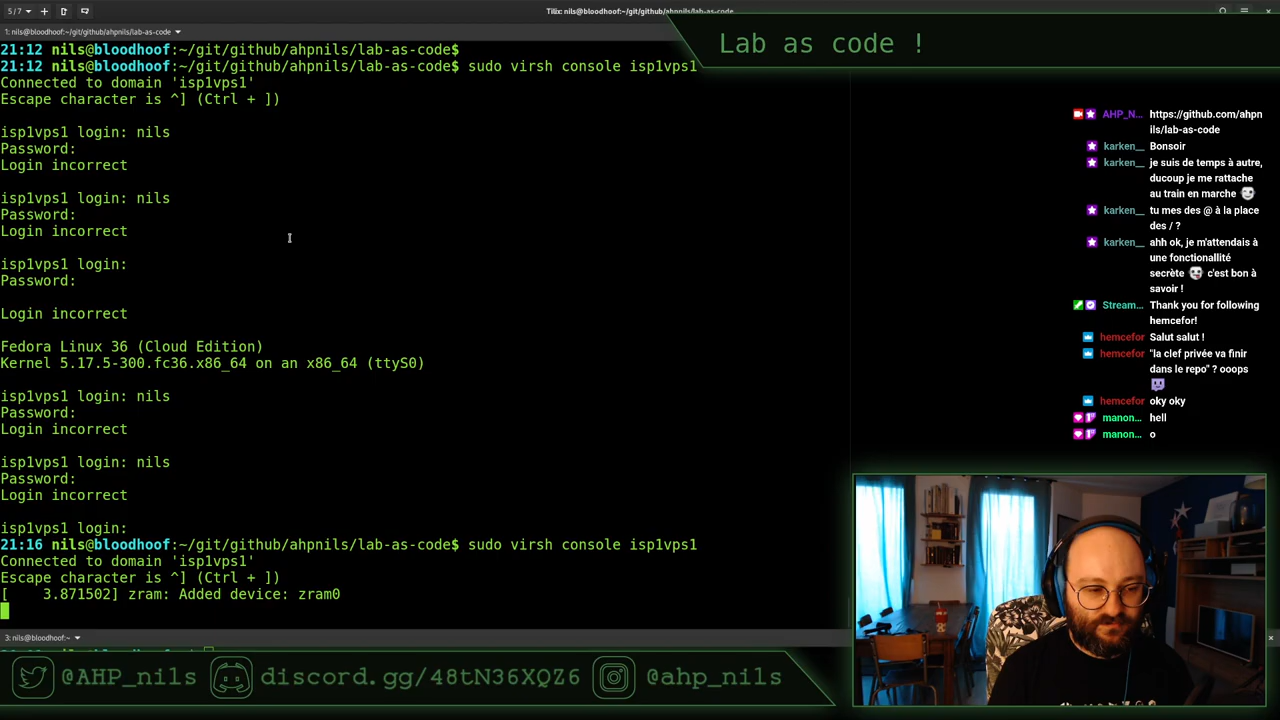 5/7
Tilix: nils@bloodhoof:~/git/github/ahpnils/lab-as-code
1: nils@bloodhoof:~/git/github/ahpnils/lab-as-code
Lab as code !
21:12 nils@bloodhoof:~/git/github/ahpnils/lab-as-code$
21:12 nils@bloodhoof:~/git/github/ahpnils/lab-as-code$ sudo virsh console isp1vps1
Connected to domain 'isp1vps1'
Escape character is ^] (Ctrl + ])
isp1vps1 login: nils
Password:
Login incorrect
isp1vps1 login: nils
Password:
Login incorrect
isp1vps1 login:
Password:
Login incorrect
Fedora Linux 36 (Cloud Edition)
Kernel 5.17.5-300.fc36.x86_64 on an x86_64 (ttyS0)
isp1vps1 login: nils
Password:
Login incorrect
isp1vps1 login: nils
Password:
Login incorrect
isp1vps1 login:
21:16 nils@bloodhoof:~/git/github/ahpnils/lab-as-code$ sudo virsh console isp1vps1
Connected to domain 'isp1vps1'
Escape character is ^] (Ctrl + ])
[    3.871502] zram: Added device: zram0
3: nils@bloodhoof:~
AHP_N... https://github.com/ahpn
ils/lab-as-code
karken__ Bonsoir
karken__ je suis de temps à autre,
ducoup je me rattache
au train en marche
karken__ tu mes des @ à la place
des / ?
karken__ ahh ok, je m'attendais à
une fonctionallité
secrète c'est bon à
savoir !
Stream... Thank you for following
hemcefor!
hemcefor Salut salut !
hemcefor "la clef privée va finir
dans le repo" ? ooops
hemcefor oky oky
manon... hell
manon... o
@AHP_nils
discord.gg/48tN36XQZ6
@ahp_nils